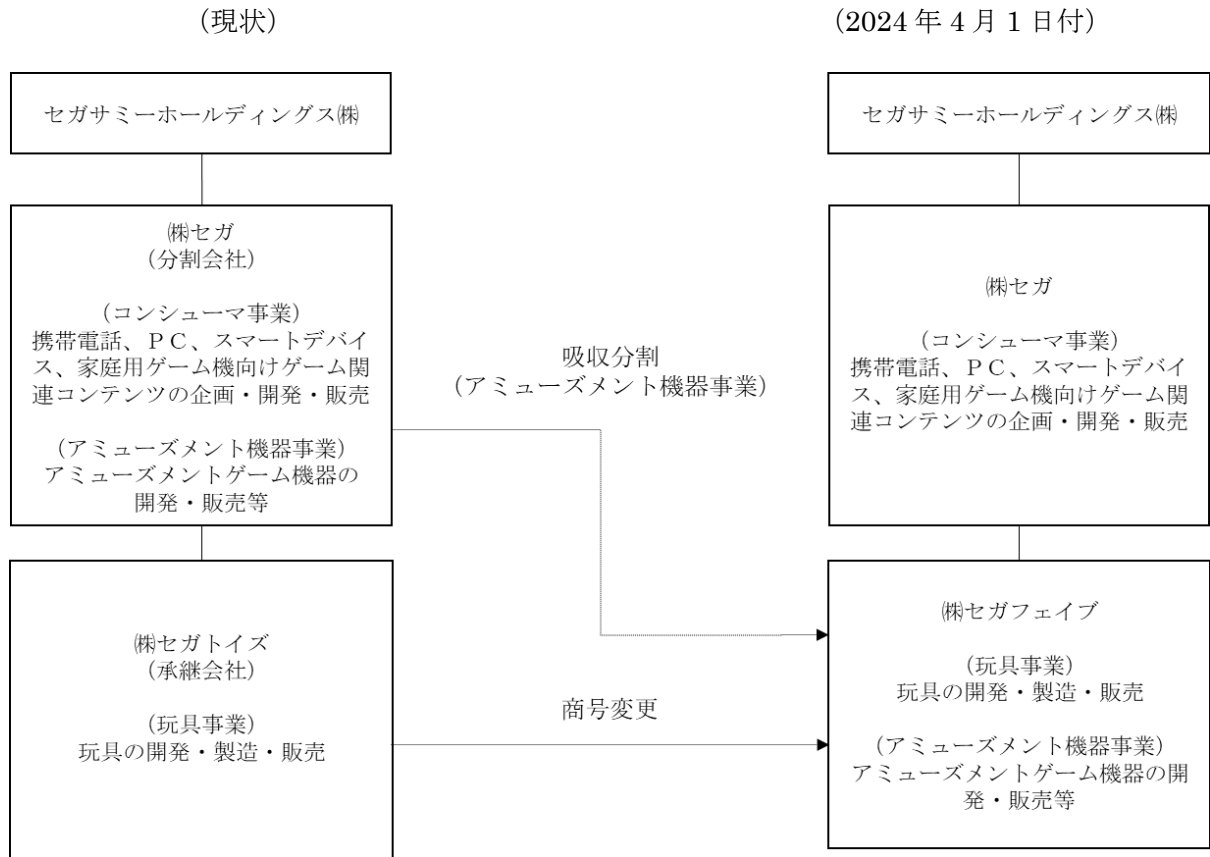 （現状）
（2024年4月1日付）
セガサミーホールディングス㈱
セガサミーホールディングス㈱
㈱セガ
（分割会社）
（コンシューマ事業）
携帯電話、ＰＣ、スマートデバイ
ス、家庭用ゲーム機向けゲーム関
連コンテンツの企画・開発・販売
（アミューズメント機器事業）
アミューズメントゲーム機器の
開発・販売等
吸収分割
（アミューズメント機器事業）
㈱セガ
（コンシューマ事業）
携帯電話、ＰＣ、スマートデバイ
ス、家庭用ゲーム機向けゲーム関
連コンテンツの企画・開発・販売
㈱セガトイズ
（承継会社）
（玩具事業）
玩具の開発・製造・販売
商号変更
㈱セガフェイブ
（玩具事業）
玩具の開発・製造・販売
（アミューズメント機器事業）
アミューズメントゲーム機器の開
発・販売等